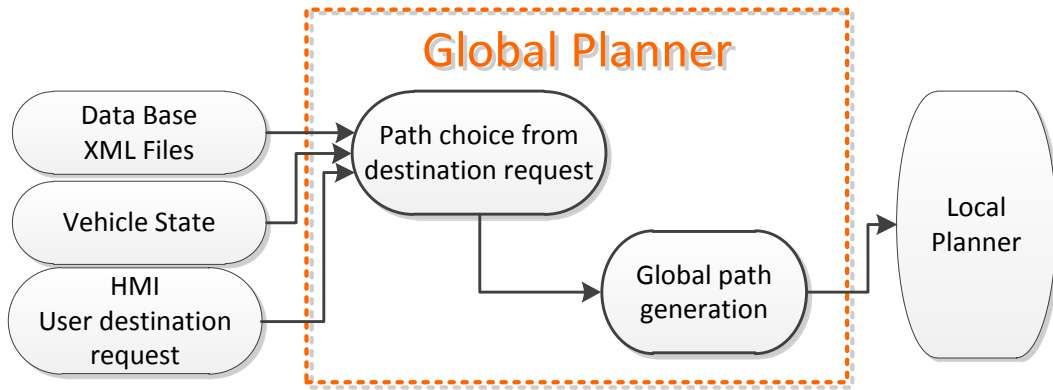 Global Planner
Data Base
XML Files
Path choice from
destination request
Vehicle State
Local
Planner
HMI
User destination
request
Global path
generation